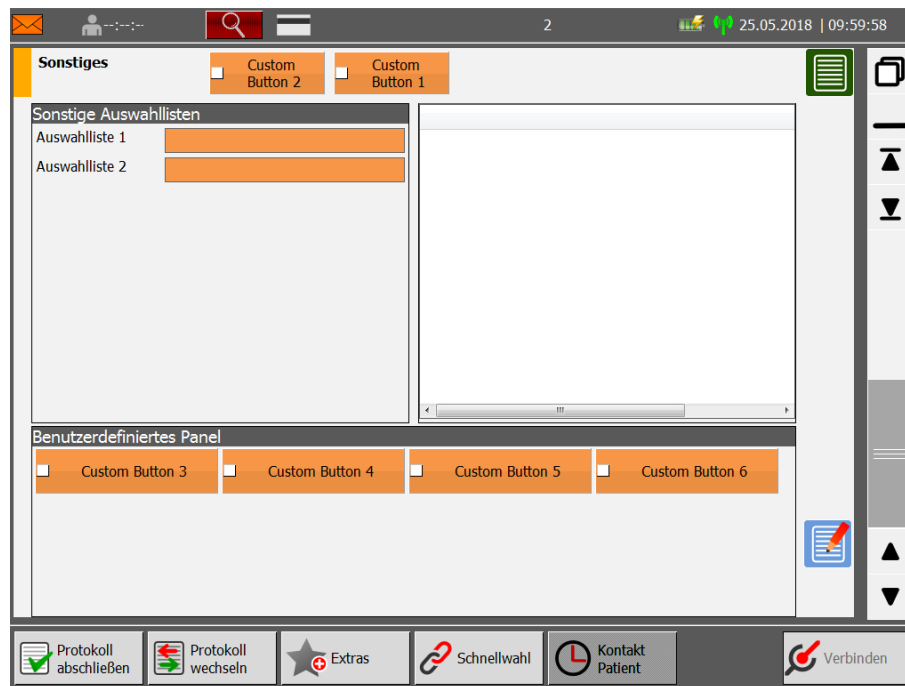 --:--:--
2
25.05.2018 | 09:59:58
Sonstiges
Custom
Button 2
Custom
Button 1
Sonstige Auswahllisten
Auswahlliste 1
Auswahlliste 2
Benutzerdefiniertes Panel
Custom Button 3
Custom Button 4
Custom Button 5
Custom Button 6
Protokoll
abschließen
Protokoll
wechseln
Extras
Schnellwahl
Kontakt
Patient
Verbinden